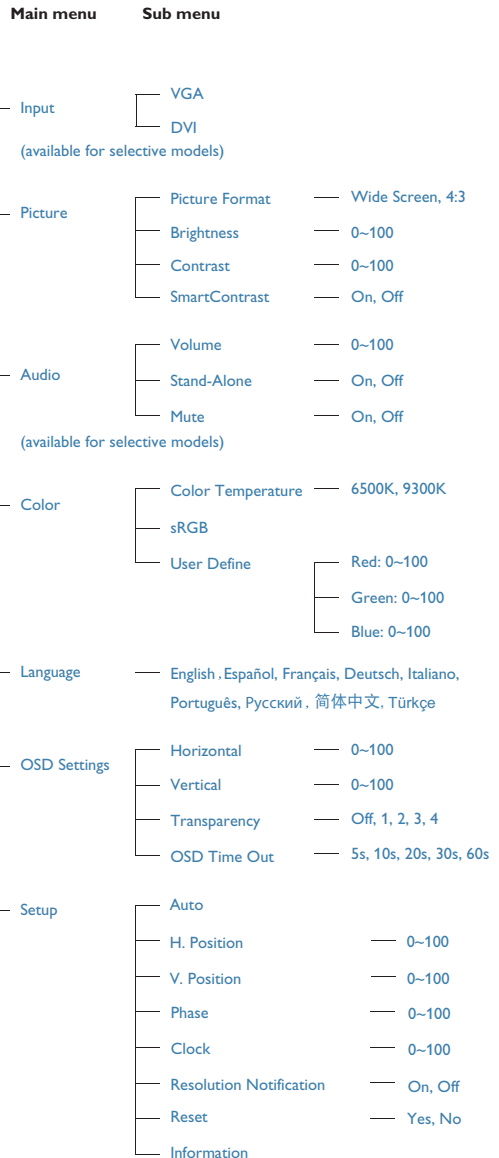 Main menu Sub menu
VGA
Input
DVI
(available for selective models)
Picture Format Wide Screen, 4:3
Picture
Brightness 0~100
Contrast 0~100
SmartContrast On, Off
Volume 0~100
Audio
Stand-Alone On, Off
Mute On, Off
(available for selective models)
Color Temperature 6500K, 9300K
Color
sRGB
User Define Red: 0~100
Green: 0~100
Blue: 0~100
Language English , Español, Français, Deutsch, Italiano,
Português, Русский , 简体中文, Türkçe
Horizontal 0~100
OSD Settings
Vertical 0~100
Transparency Off, 1, 2, 3, 4
OSD Time Out 5s, 10s, 20s, 30s, 60s
Setup Auto
H. Position 0~100
V. Position 0~100
Phase 0~100
Clock 0~100
Resolution Notification On, Off
Reset Yes, No
Information